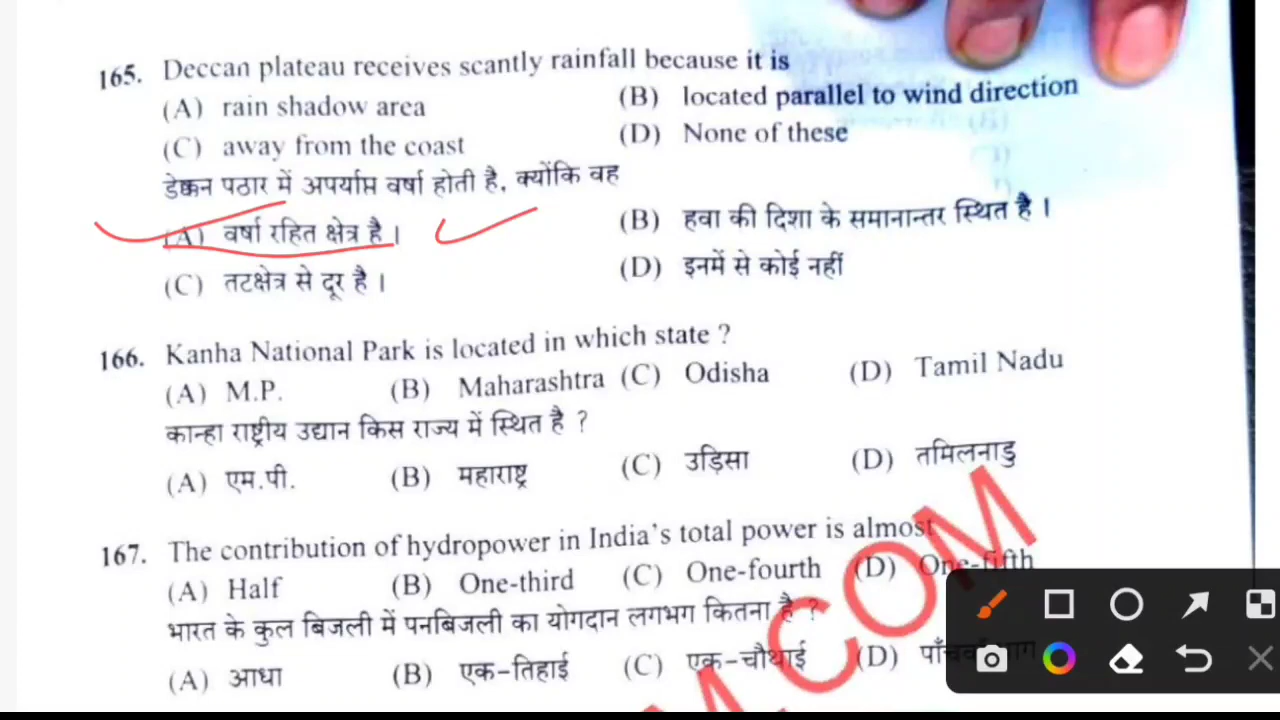 165. Deccan plateau receives scantly rainfall because it is
(A) rain shadow area (B) located parallel to wind direction
(C) away from the coast (D) None of these
डेक्कन पठार में अपर्याप्त वर्षा होती है, क्योंकि वह
(A) वर्षा रहित क्षेत्र है । (B) हवा की दिशा के समानान्तर स्थित है ।
(C) तटक्षेत्र से दूर है । (D) इनमें से कोई नहीं
166. Kanha National Park is located in which state ?
(A) M.P. (B) Maharashtra (C) Odisha (D) Tamil Nadu
कान्हा राष्ट्रीय उद्यान किस राज्य में स्थित है ?
(A) एम.पी. (B) महाराष्ट्र (C) उड़िसा (D) तमिलनाडु
167. The contribution of hydropower in India's total power is almost
(A) Half (B) One-third (C) One-fourth (D) One-fifth
भारत के कुल बिजली में पनबिजली का योगदान लगभग कितना है ?
(A) आधा (B) एक-तिहाई (C) एक-चौथाई (D)
M.COM